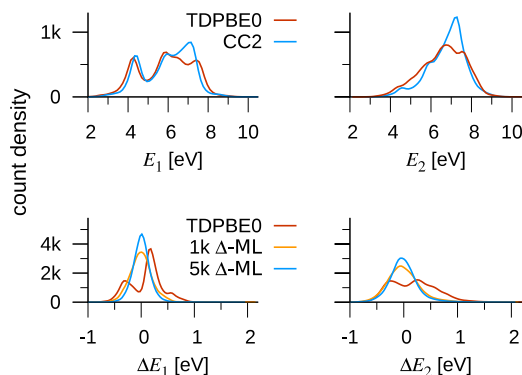 count density
1k
0
TDPBE0
CC2
2 4 6 8 10
E₁ [eV]
2 4 6 8 10
E₂ [eV]
4k
2k
0
TDPBE0
1k Δ-ML
5k Δ-ML
-1 0 1 2
ΔE₁ [eV]
-1 0 1 2
ΔE₂ [eV]